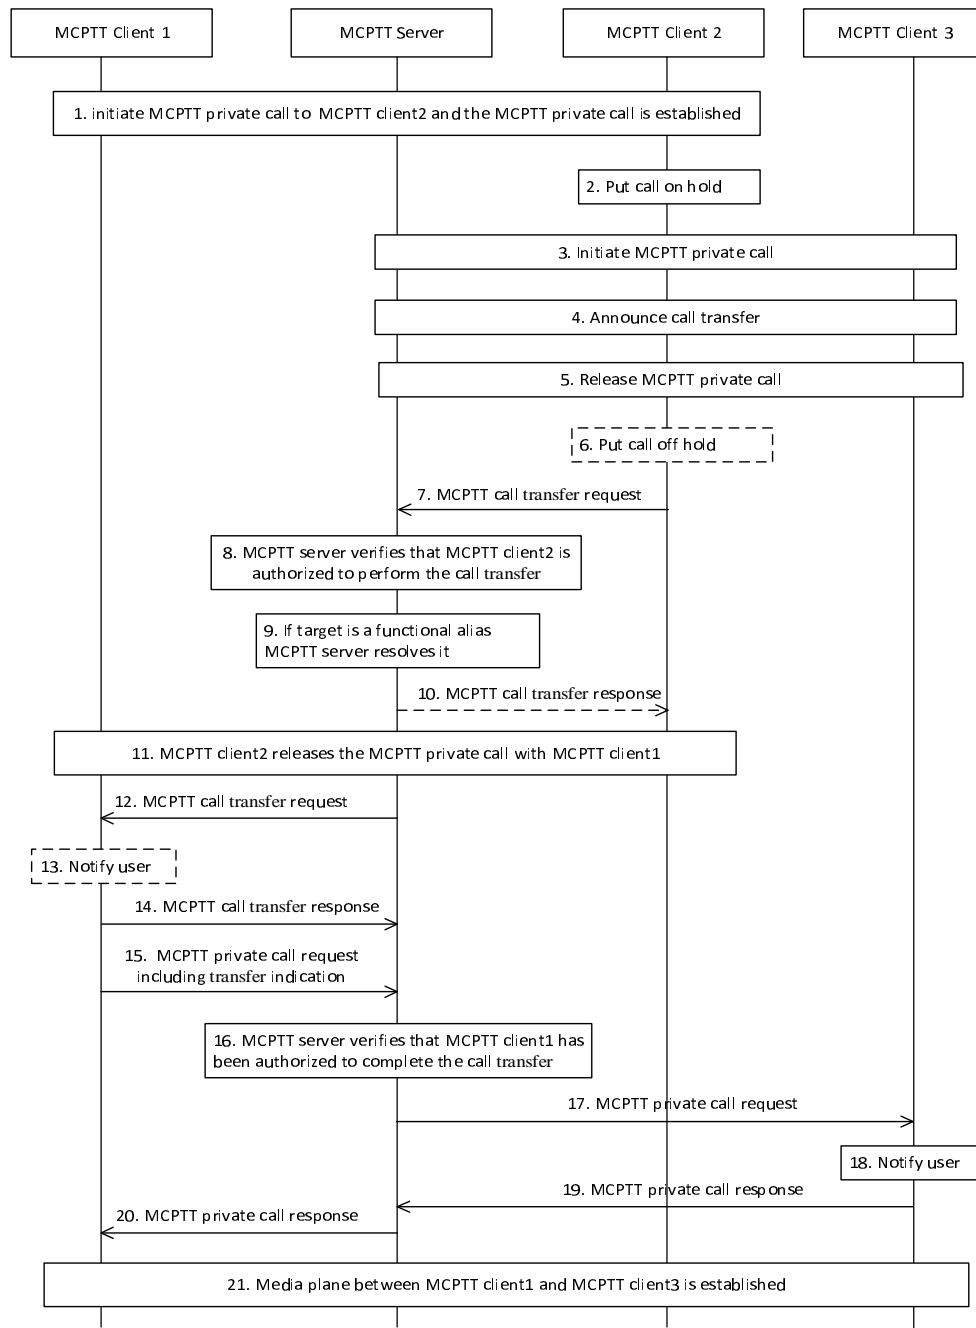 MCPTT Client 1
MCPTT Server
MCPTT Client 2
MCPTT Client 3
1. initiate MCPTT private call to MCPTT client2 and the MCPTT private call is established
2. Put call on hold
3. Initiate MCPTT private call
4. Announce call transfer
5. Release MCPTT private call
6. Put call off hold
7. MCPTT call transfer request
8. MCPTT server verifies that MCPTT client2 is
authorized to perform the call transfer
9. If target is a functional alias
MCPTT server resolves it
10. MCPTT call transfer response
11. MCPTT client2 releases the MCPTT private call with MCPTT client1
12. MCPTT call transfer request
13. Notify user
14. MCPTT call transfer response
15. MCPTT private call request
including transfer indication
16. MCPTT server verifies that MCPTT client1 has
been authorized to complete the call transfer
17. MCPTT private call request
18. Notify user
19. MCPTT private call response
20. MCPTT private call response
21. Media plane between MCPTT client1 and MCPTT client3 is established